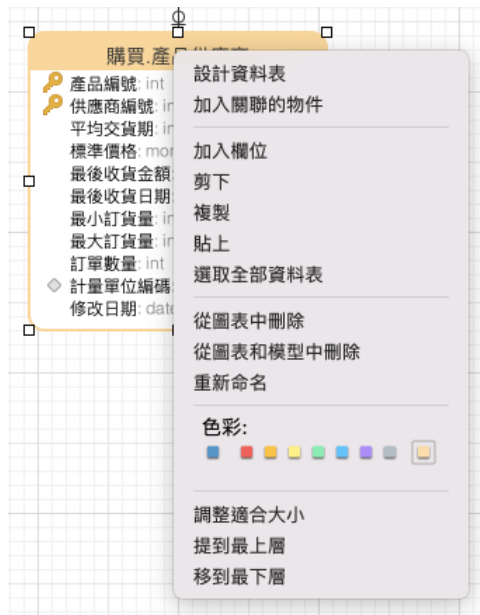 購買.產
產品編號: int
供應商編號: in
平均交貨期: in
標準價格: mo
最後收貨金額
最後收貨日期
最小訂貨量: in
最大訂貨量: in
訂單數量: int
計量單位編碼
修改日期: date
設計資料表
加入關聯的物件
加入欄位
剪下
複製
貼上
選取全部資料表
從圖表中刪除
從圖表和模型中刪除
重新命名
色彩:
調整適合大小
提到最上層
移到最下層